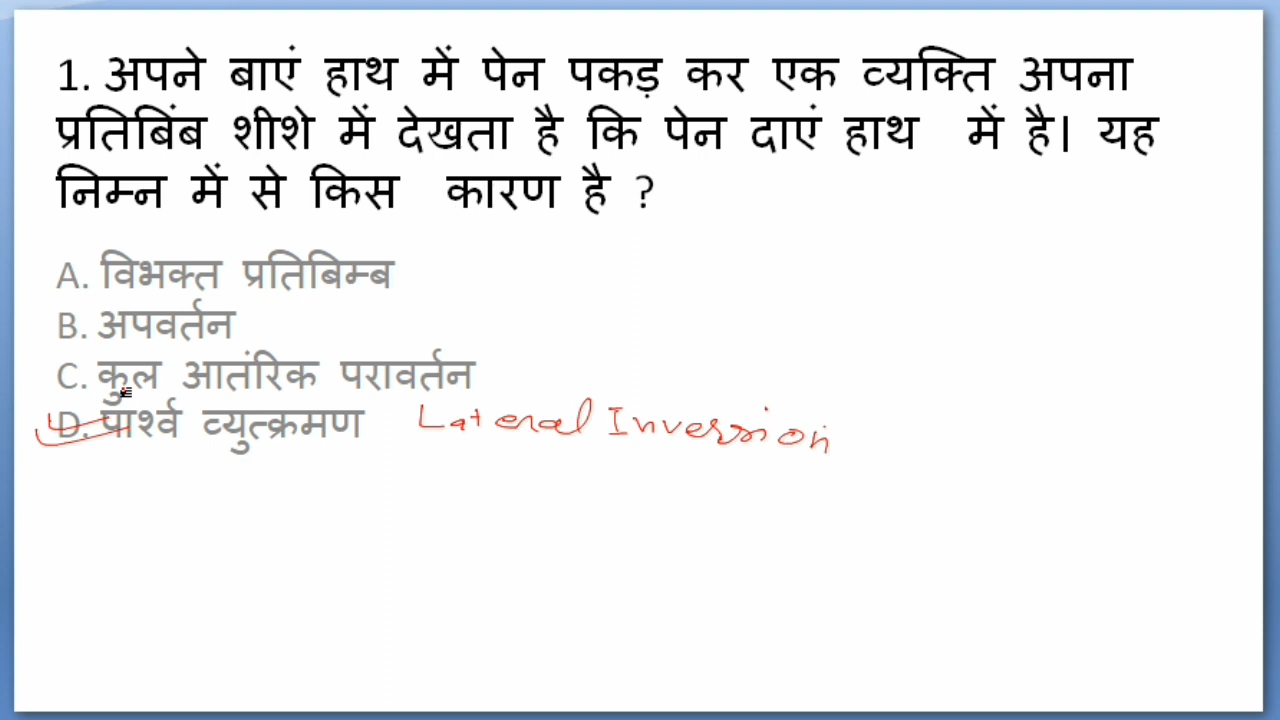 1. अपने बाएं हाथ में पेन पकड़ कर एक व्यक्ति अपना
प्रतिबिंब शीशे में देखता है कि पेन दाएं हाथ में है। यह
निम्न में से किस कारण है ?
A. विभक्त प्रतिबिम्ब
B. अपवर्तन
C. कुल आतंरिक परावर्तन
D. पार्श्व व्युत्क्रमण Lateral Inversion